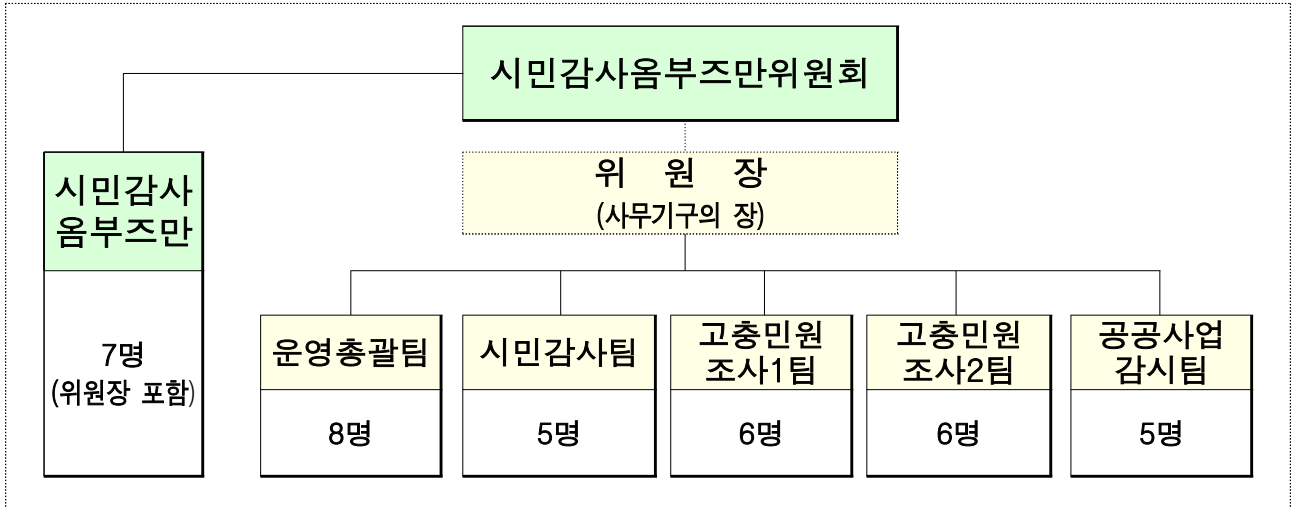 시민감사옴부즈만위원회
시민감사
옴부즈만
7명
(위원장 포함)
위 원 장
(사무기구의 장)
운영총괄팀
8명
시민감사팀
5명
고충민원
조사1팀
6명
고충민원
조사2팀
6명
공공사업
감시팀
5명